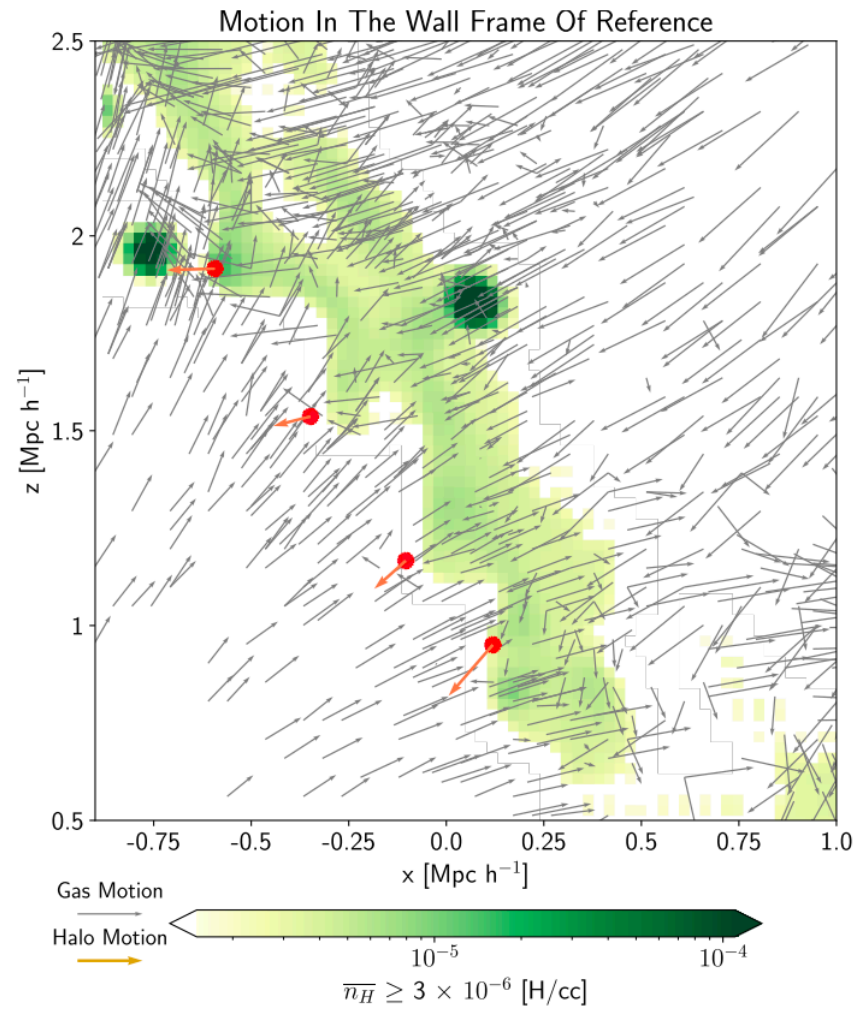 Motion In The Wall Frame Of Reference
2.5
2
1.5
1
0.5
z [Mpc h⁻¹]
-0.75 -0.5 -0.25 0.0 0.25 0.5 0.75 1.0
x [Mpc h⁻¹]
Gas Motion
Halo Motion
10⁻⁵ 10⁻⁴
$\overline{n_H}$ ≥ 3 × 10⁻⁶ [H/cc]